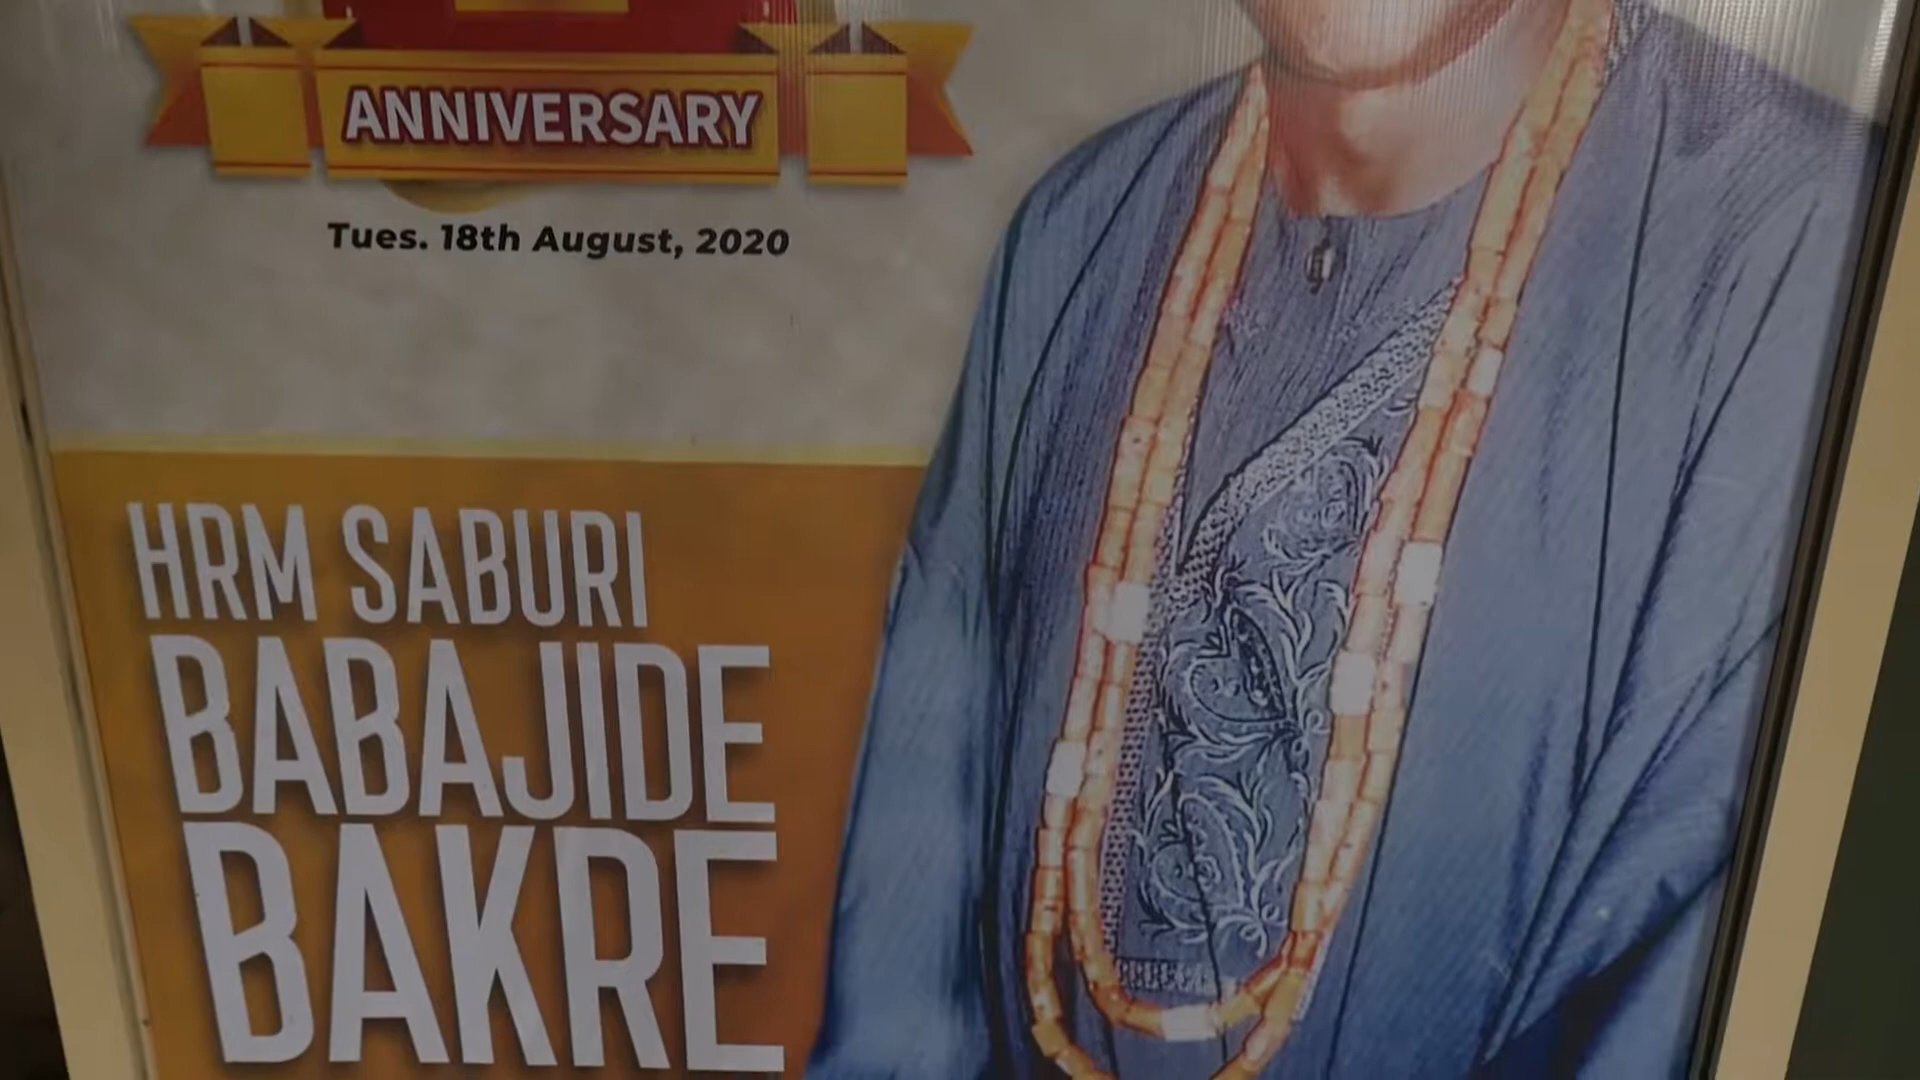 ANNIVERSARY
Tues. 18th August, 2020
HRM SABURI
BABAJIDE
BAKRE